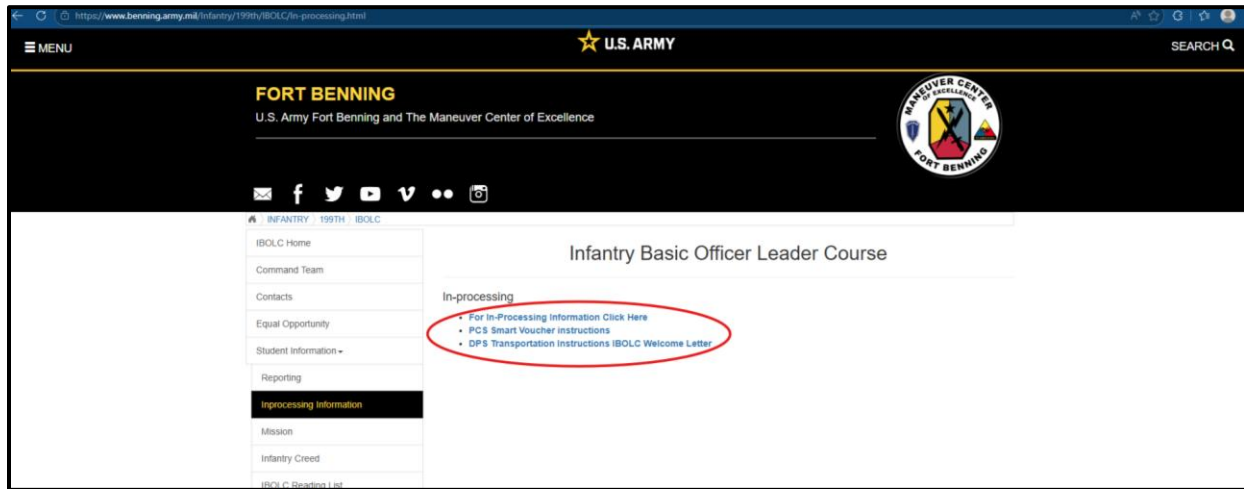 https://www.benning.army.mil/Infantry/199th/IBOLC/In-processing.html
MENU
U.S. ARMY
SEARCH
FORT BENNING
U.S. Army Fort Benning and The Maneuver Center of Excellence
MANEUVER CENTER
OF EXCELLENCE
FORT BENNING
INFANTRY 199TH IBOLC
IBOLC Home
Command Team
Contacts
Equal Opportunity
Student Information
Reporting
Inprocessing Information
Mission
Infantry Creed
IBOLC Reading List
Infantry Basic Officer Leader Course
In-processing
• For In-Processing Information Click Here
• PCS Smart Voucher instructions
• DPS Transportation Instructions IBOLC Welcome Letter